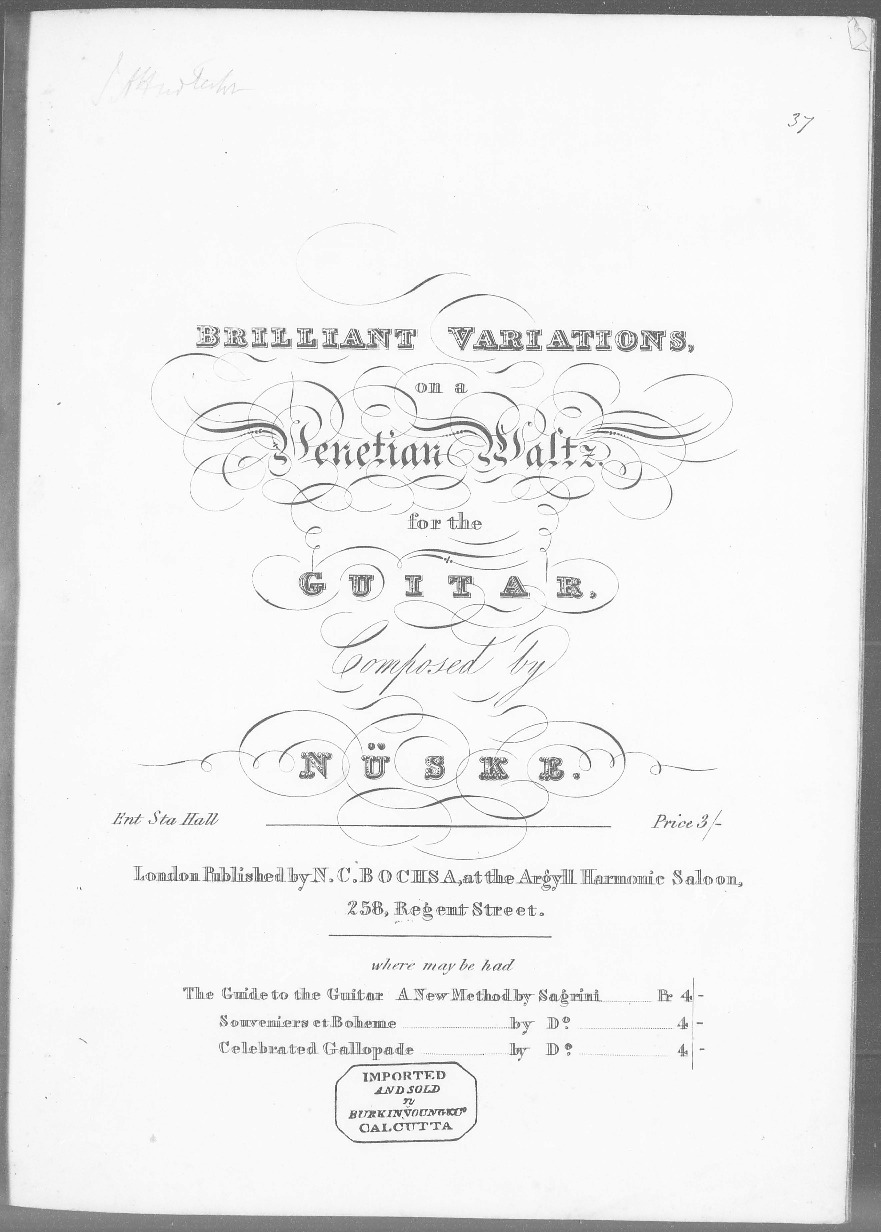 37
BRILLIANT VARIATIONS,
on a
Venetian Waltz.
for the
GUITAR,
Composed by
NÜSKE.
Ent Sta Hall
Price 3/-
London Published by N. C. BOCHSA, at the Argyll Harmonic Saloon,
258, Regent Street.
where may be had
The Guide to the Guitar A New Method by Sagrini Pr 4 -
Souveniers et Boheme by Do. 4 -
Celebrated Gallopade by Do. 4 -
IMPORTED
AND SOLD
BURKINYOUNG & Co
CALCUTTA